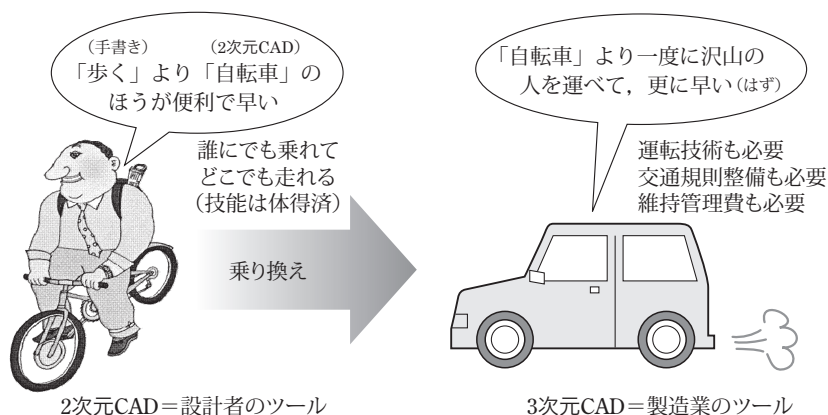 (手書き) (2次元CAD)
「歩く」より「自転車」の
ほうが便利で早い
誰にでも乗れて
どこでも走れる
(技能は体得済)
乗り換え
2次元CAD＝設計者のツール
「自転車」より一度に沢山の
人を運べて，更に早い(はず)
運転技術も必要
交通規則整備も必要
維持管理費も必要
3次元CAD＝製造業のツール